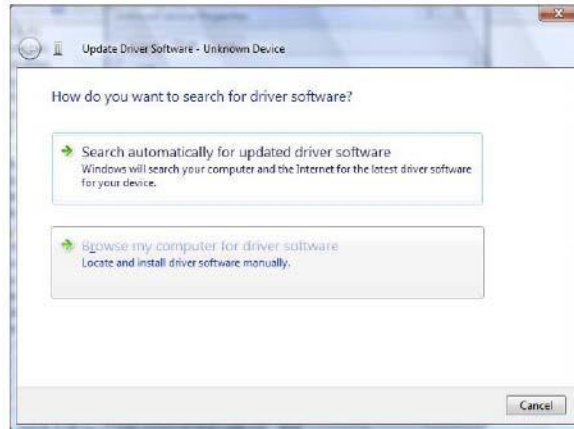 Update Driver Software - Unknown Device
How do you want to search for driver software?
Search automatically for updated driver software
Windows will search your computer and the Internet for the latest driver software
for your device.
Browse my computer for driver software
Locate and install driver software manually.
Cancel